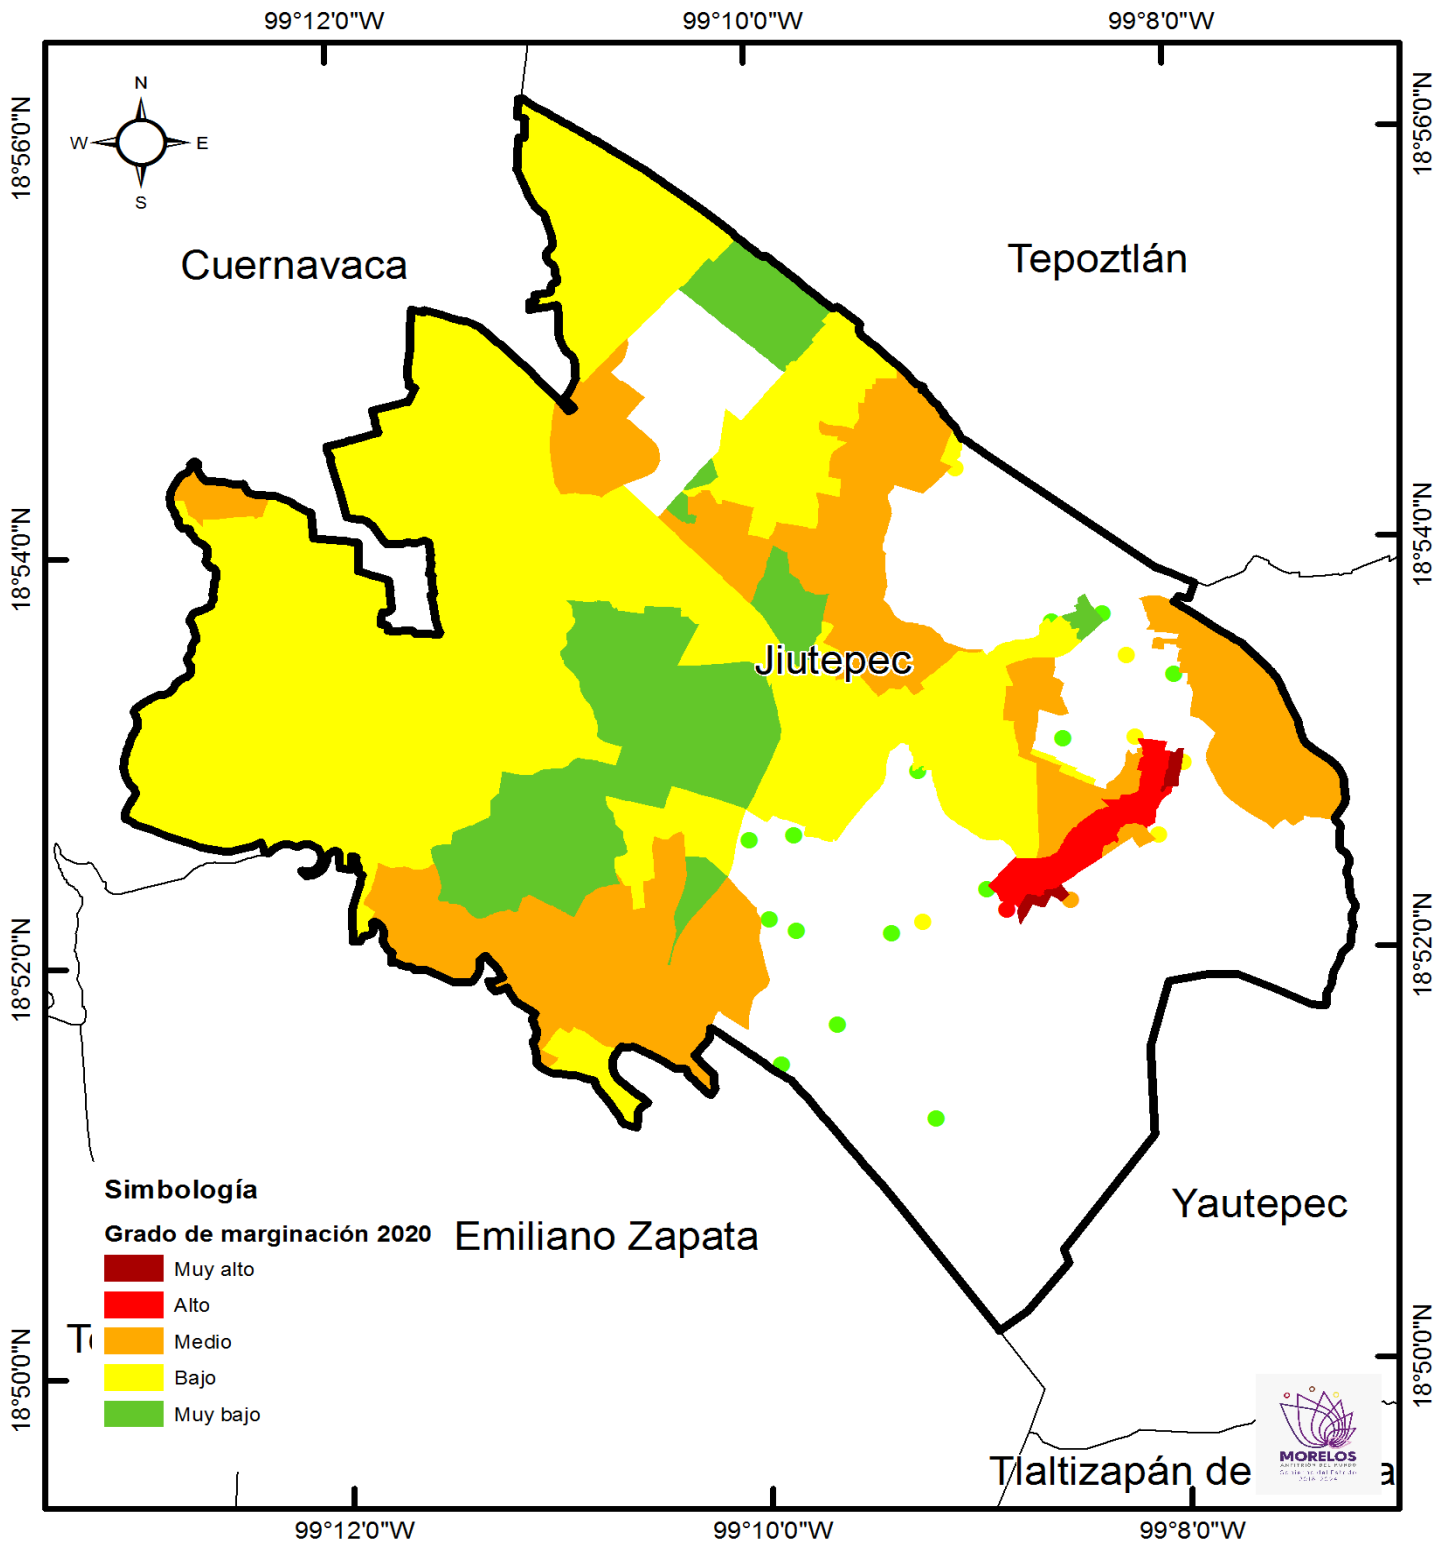 99°12'0"W
99°10'0"W
99°8'0"W
18°56'0"N
18°56'0"N
N
W
E
S
Cuernavaca
Tepoztlán
18°54'0"N
18°54'0"N
Jiutepec
18°52'0"N
18°52'0"N
Simbología
Grado de marginación 2020
Muy alto
Alto
Medio
Bajo
Muy bajo
Emiliano Zapata
Yautepec
18°50'0"N
18°50'0"N
MORELOS
Tlaltizapán de
99°12'0"W
99°10'0"W
99°8'0"W